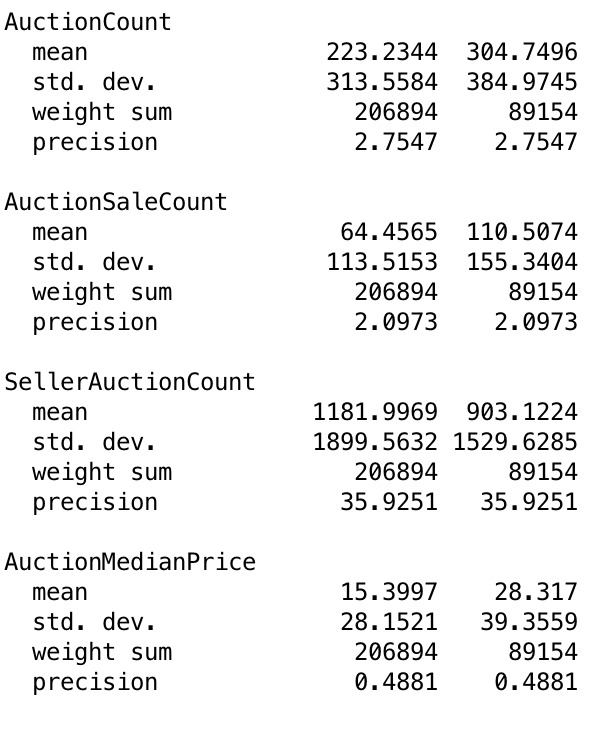 AuctionCount
mean 223.2344 304.7496
std. dev. 313.5584 384.9745
weight sum 206894 89154
precision 2.7547 2.7547
AuctionSaleCount
mean 64.4565 110.5074
std. dev. 113.5153 155.3404
weight sum 206894 89154
precision 2.0973 2.0973
SellerAuctionCount
mean 1181.9969 903.1224
std. dev. 1899.5632 1529.6285
weight sum 206894 89154
precision 35.9251 35.9251
AuctionMedianPrice
mean 15.3997 28.317
std. dev. 28.1521 39.3559
weight sum 206894 89154
precision 0.4881 0.4881